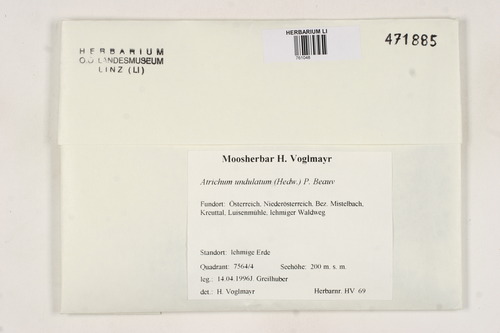 HERBARIUM
O.Ö. LANDESMUSEUM
LINZ (LI)
HERBARIUM LI
761048
471885
Moosherbar H. Voglmayr
Atrichum undulatum (Hedw.) P. Beauv
Fundort: Österreich, Niederösterreich, Bez. Mistelbach,
Kreuttal, Luisenmühle, lehmiger Waldweg
Standort: lehmige Erde
Quadrant: 7564/4 Seehöhe: 200 m. s. m.
leg.: 14.04.1996J. Greilhuber
det.: H. Voglmayr Herbarnr. HV 69